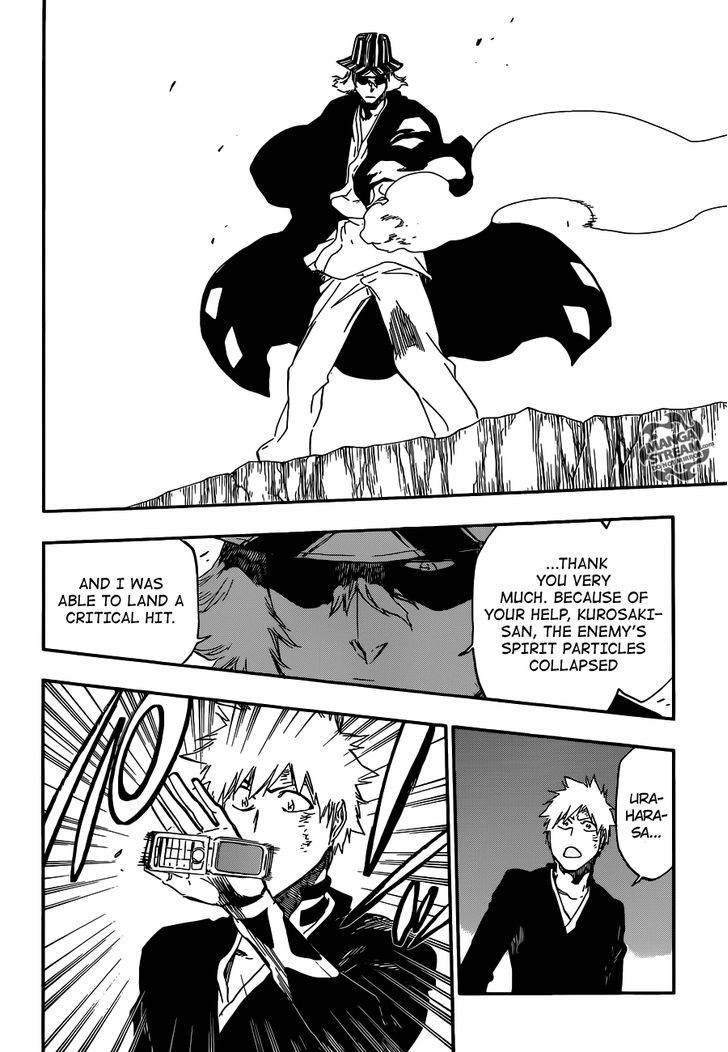 MANGA
STREAM.com
...THANK
YOU VERY
MUCH. BECAUSE OF
YOUR HELP, KUROSAKI-
SAN, THE ENEMY'S
SPIRIT PARTICLES
COLLAPSED
AND I WAS
ABLE TO LAND A
CRITICAL HIT.
URA-
HARA-
SA...